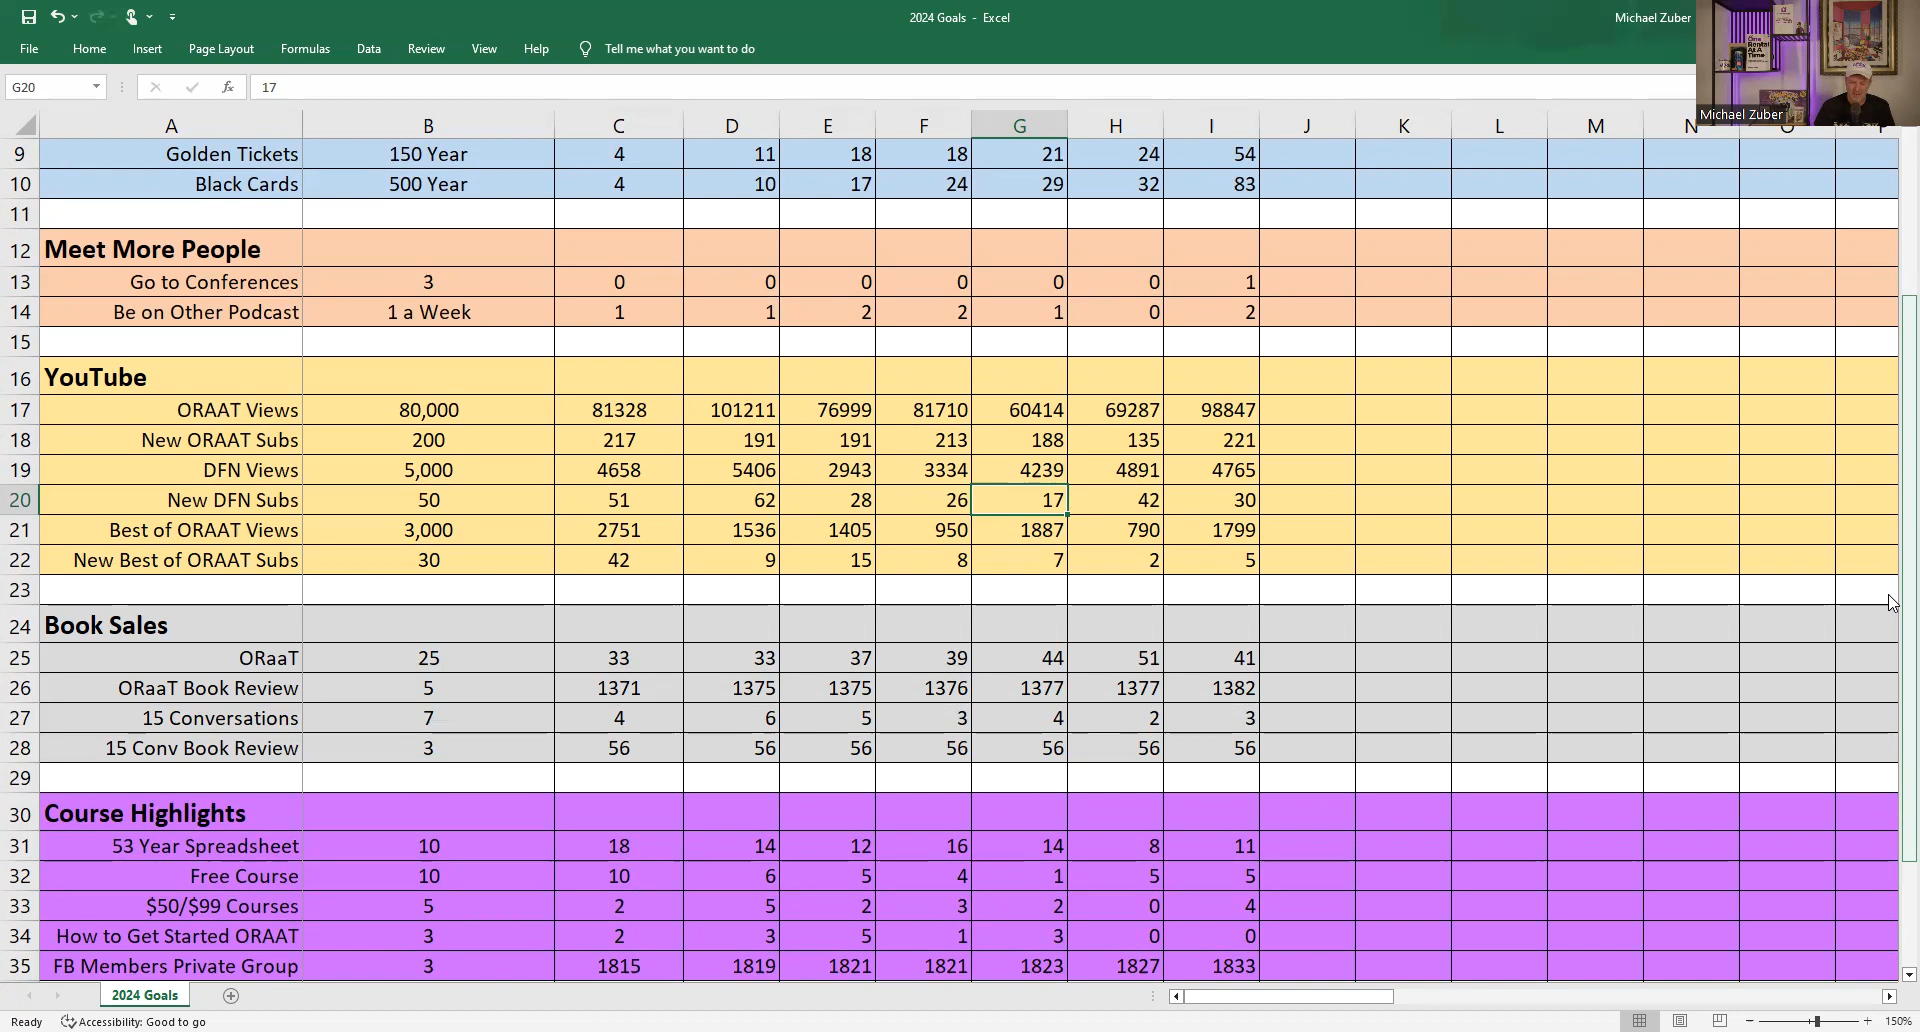 2024 Goals - Excel
Michael Zuber
File Home Insert Page Layout Formulas Data Review View Help Tell me what you want to do
G20 fx 17
One Rental At A Time
Michael Zuber
A B C D E F G H I J K L M N O P
9 Golden Tickets 150 Year 4 11 18 18 21 24 54
10 Black Cards 500 Year 4 10 17 24 29 32 83
11
12 Meet More People
13 Go to Conferences 3 0 0 0 0 0 0 1
14 Be on Other Podcast 1 a Week 1 1 2 2 1 0 2
15
16 YouTube
17 ORAAT Views 80,000 81328 101211 76999 81710 60414 69287 98847
18 New ORAAT Subs 200 217 191 191 213 188 135 221
19 DFN Views 5,000 4658 5406 2943 3334 4239 4891 4765
20 New DFN Subs 50 51 62 28 26 17 42 30
21 Best of ORAAT Views 3,000 2751 1536 1405 950 1887 790 1799
22 New Best of ORAAT Subs 30 42 9 15 8 7 2 5
23
24 Book Sales
25 ORaaT 25 33 33 37 39 44 51 41
26 ORaaT Book Review 5 1371 1375 1375 1376 1377 1377 1382
27 15 Conversations 7 4 6 5 3 4 2 3
28 15 Conv Book Review 3 56 56 56 56 56 56 56
29
30 Course Highlights
31 53 Year Spreadsheet 10 18 14 12 16 14 8 11
32 Free Course 10 10 6 5 4 1 5 5
33 $50/$99 Courses 5 2 5 2 3 2 0 4
34 How to Get Started ORAAT 3 2 3 5 1 3 0 0
35 FB Members Private Group 3 1815 1819 1821 1821 1823 1827 1833
2024 Goals
Ready Accessibility: Good to go 150%